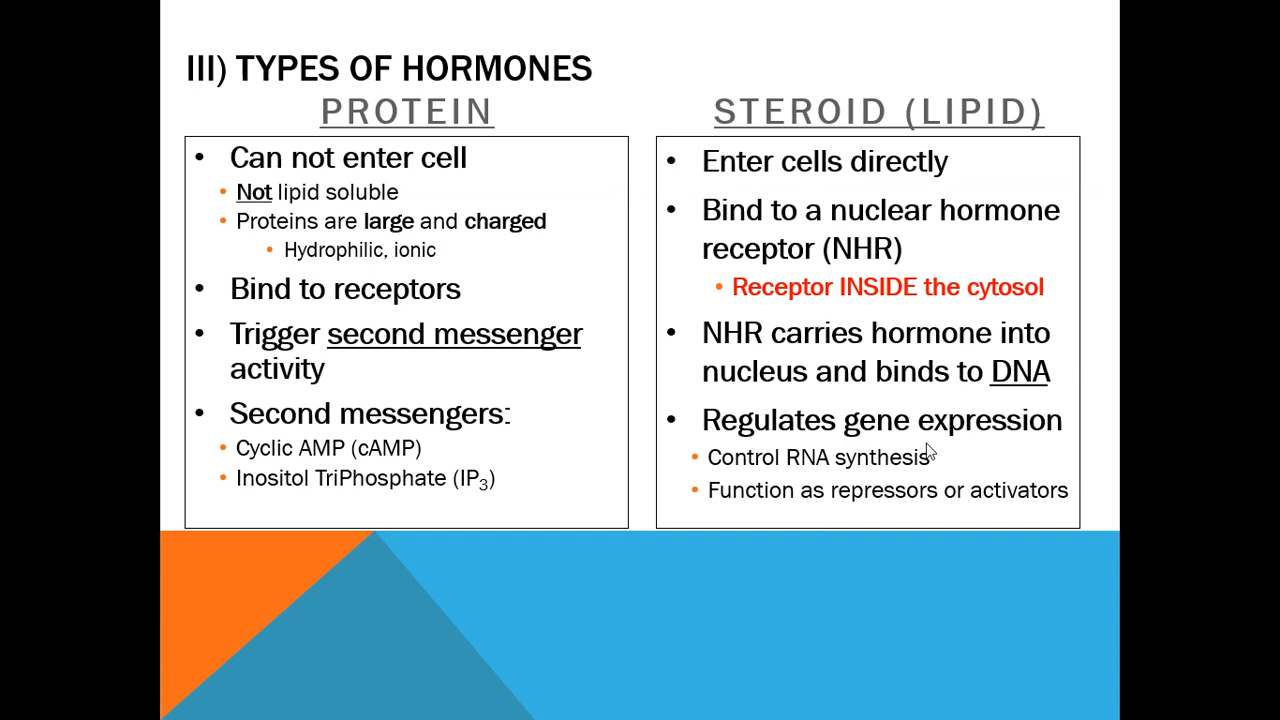 III) TYPES OF HORMONES
PROTEIN
• Can not enter cell
• Not lipid soluble
• Proteins are large and charged
• Hydrophilic, ionic
• Bind to receptors
• Trigger second messenger
activity
• Second messengers:
• Cyclic AMP (cAMP)
• Inositol TriPhosphate (IP₃)
STEROID (LIPID)
• Enter cells directly
• Bind to a nuclear hormone
receptor (NHR)
• Receptor INSIDE the cytosol
• NHR carries hormone into
nucleus and binds to DNA
• Regulates gene expression
• Control RNA synthesis
• Function as repressors or activators